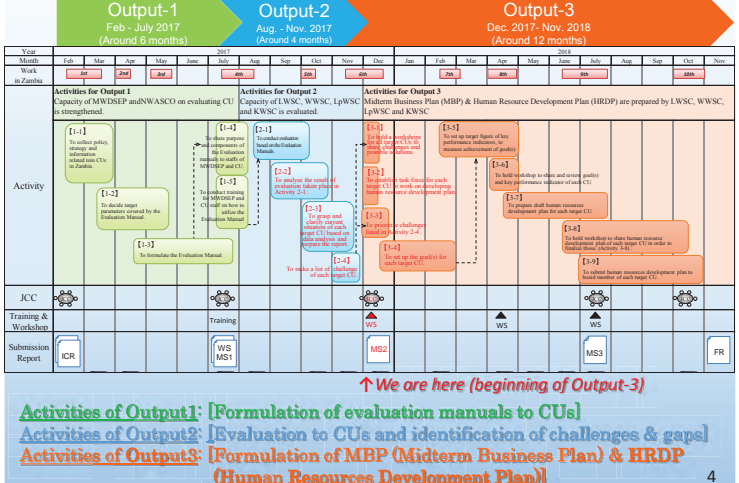 Output-1
Feb - July 2017
(Around 6 months)
Output-2
Aug. - Nov. 2017
(Around 4 months)
Output-3
Dec. 2017- Nov. 2018
(Around 12 months)
Year 2017 2018
Month Feb Mar Apr May June July Aug Sep Oct Nov Dec Jan Feb Mar Apr May June July Aug Sep Oct Nov
Work
in Zambia
1st 2nd 3rd 4th 5th 6th 7th 8th 9th 10th
Activity
Activities for Output 1
Capacity of MWDSEP andNWASCO on evaluating CU
is strengthened.
Activities for Output 2
Capacity of LWSC, WWSC, LpWSC
and KWSC is evaluated.
Activities for Output 3
Midterm Business Plan (MBP) & Human Resource Development Plan (HRDP) are prepared by LWSC, WWSC,
LpWSC and KWSC
【1-1】
To collect policy,
strategy and
information
related to in CUs
in Zambia.
【1-2】
To decide target
parameters covered by the
Evaluation Manual.
【1-3】
To formulate the Evaluation Manual.
【1-4】
To share purpose
and components of
the Evaluation
manuals to staffs of
MWDSEP and CU.
【1-5】
To conduct training
for MWDSEP and
CU staff on how to
utilize the
Evaluation Manual.
【2-1】
To conduct evaluation
based on the Evaluation
Manuals.
【2-2】
To analyze the result of
evaluation taken place in
Activity 2-1.
【2-3】
To grasp and
clarify current
situation of each
target CU based on
data analysis and
prepare the report.
【2-4】
To make a list of challenge
of each target CU.
【3-1】
To hold a workshops
for all target CUs to
share challenges and
possible solutions.
【3-2】
To establish task force for each
target CU to work on developing
human resource development plan.
【3-3】
To prioritize challenges
listed in Activity 2-4.
【3-4】
To set up the goal(s) for
each target CU.
【3-5】
To set up target figure of key
performance indicators, to
measure achievement of goal(s).
【3-6】
To hold workshop to share and review goal(s)
and key performance indicator of each CU.
【3-7】
To prepare draft human resource
development plan for each target CU.
【3-8】
To hold workshop to share human resource
development plan of each target CU in order to
finalize those (Activity 3-8).
【3-9】
To submit human resources development plan to
board member of each target CU.
JCC
JCC JCC JCC JCC JCC
Training &
Workshop
Training WS WS WS
Submission
Report
ICR WS MS1 MS2 MS3 FR
↑We are here (beginning of Output-3)
Activities of Output1: [Formulation of evaluation manuals to CUs]
Activities of Output2: [Evaluation to CUs and identification of challenges & gaps]
Activities of Output3: [Formulation of MBP (Midterm Business Plan) & HRDP
(Human Resources Development Plan)]
4